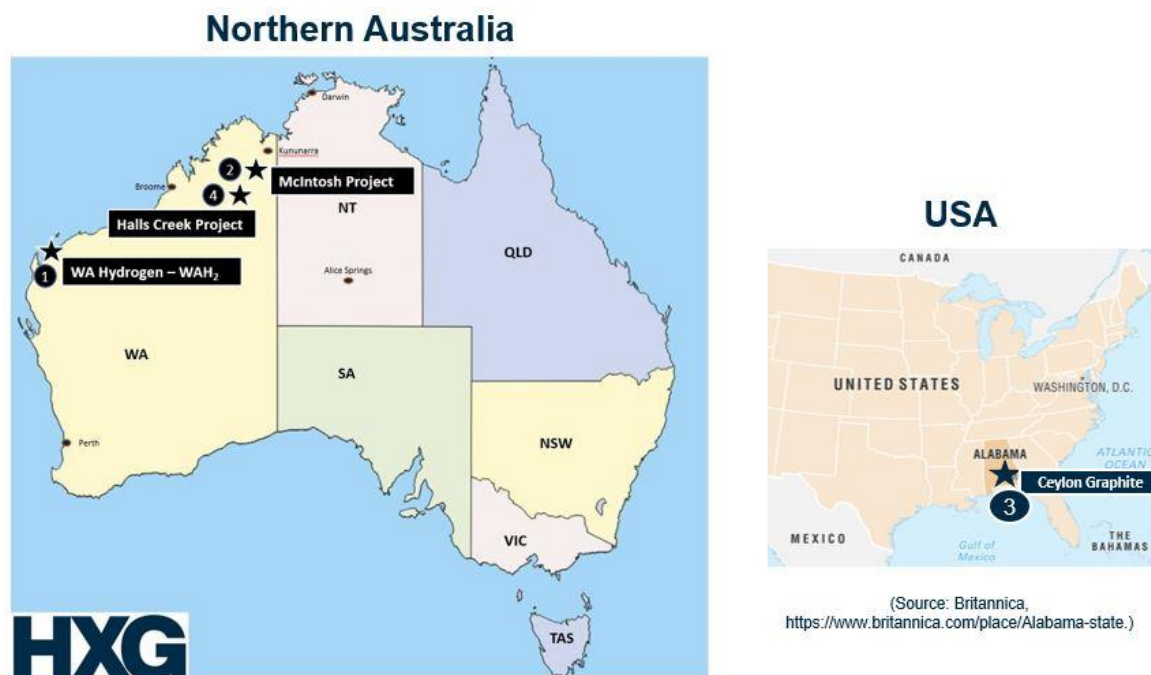 Northern Australia
Darwin
Kununarra
2
McIntosh Project
Broome
4
NT
Halls Creek Project
QLD
1
WA Hydrogen – WAH₂
Alice Springs
WA
SA
NSW
Perth
VIC
TAS
HXG
USA
CANADA
UNITED STATES
WASHINGTON, D.C.
ALABAMA
ATLANTIC
OCEAN
Ceylon Graphite
3
MEXICO
Gulf of
Mexico
THE
BAHAMAS
(Source: Britannica,
https://www.britannica.com/place/Alabama-state.)